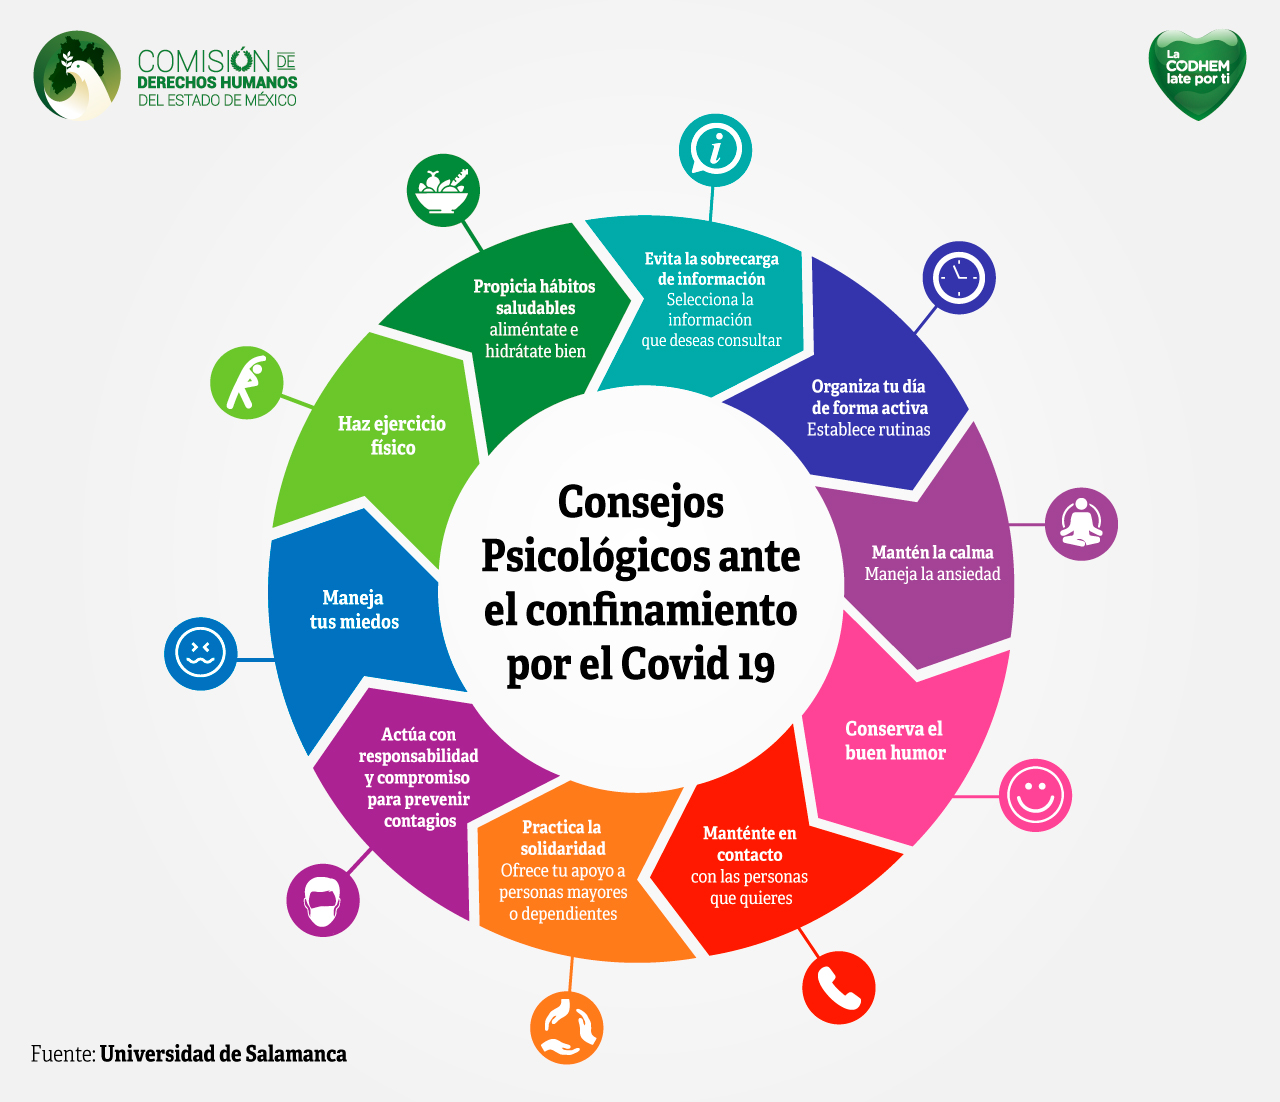 COMISIÓN DE
DERECHOS HUMANOS
DEL ESTADO DE MÉXICO
La
CODHEM
late por ti
Consejos
Psicológicos ante
el confinamiento
por el Covid 19
Evita la sobrecarga
de información
Selecciona la
información
que deseas consultar
Organiza tu día
de forma activa
Establece rutinas
Mantén la calma
Maneja la ansiedad
Conserva el
buen humor
Manténte en
contacto
con las personas
que quieres
Practica la
solidaridad
Ofrece tu apoyo a
personas mayores
o dependientes
Actúa con
responsabilidad
y compromiso
para prevenir
contagios
Maneja
tus miedos
Haz ejercicio
físico
Propicia hábitos
saludables
aliméntate e
hidrátate bien
Fuente: Universidad de Salamanca